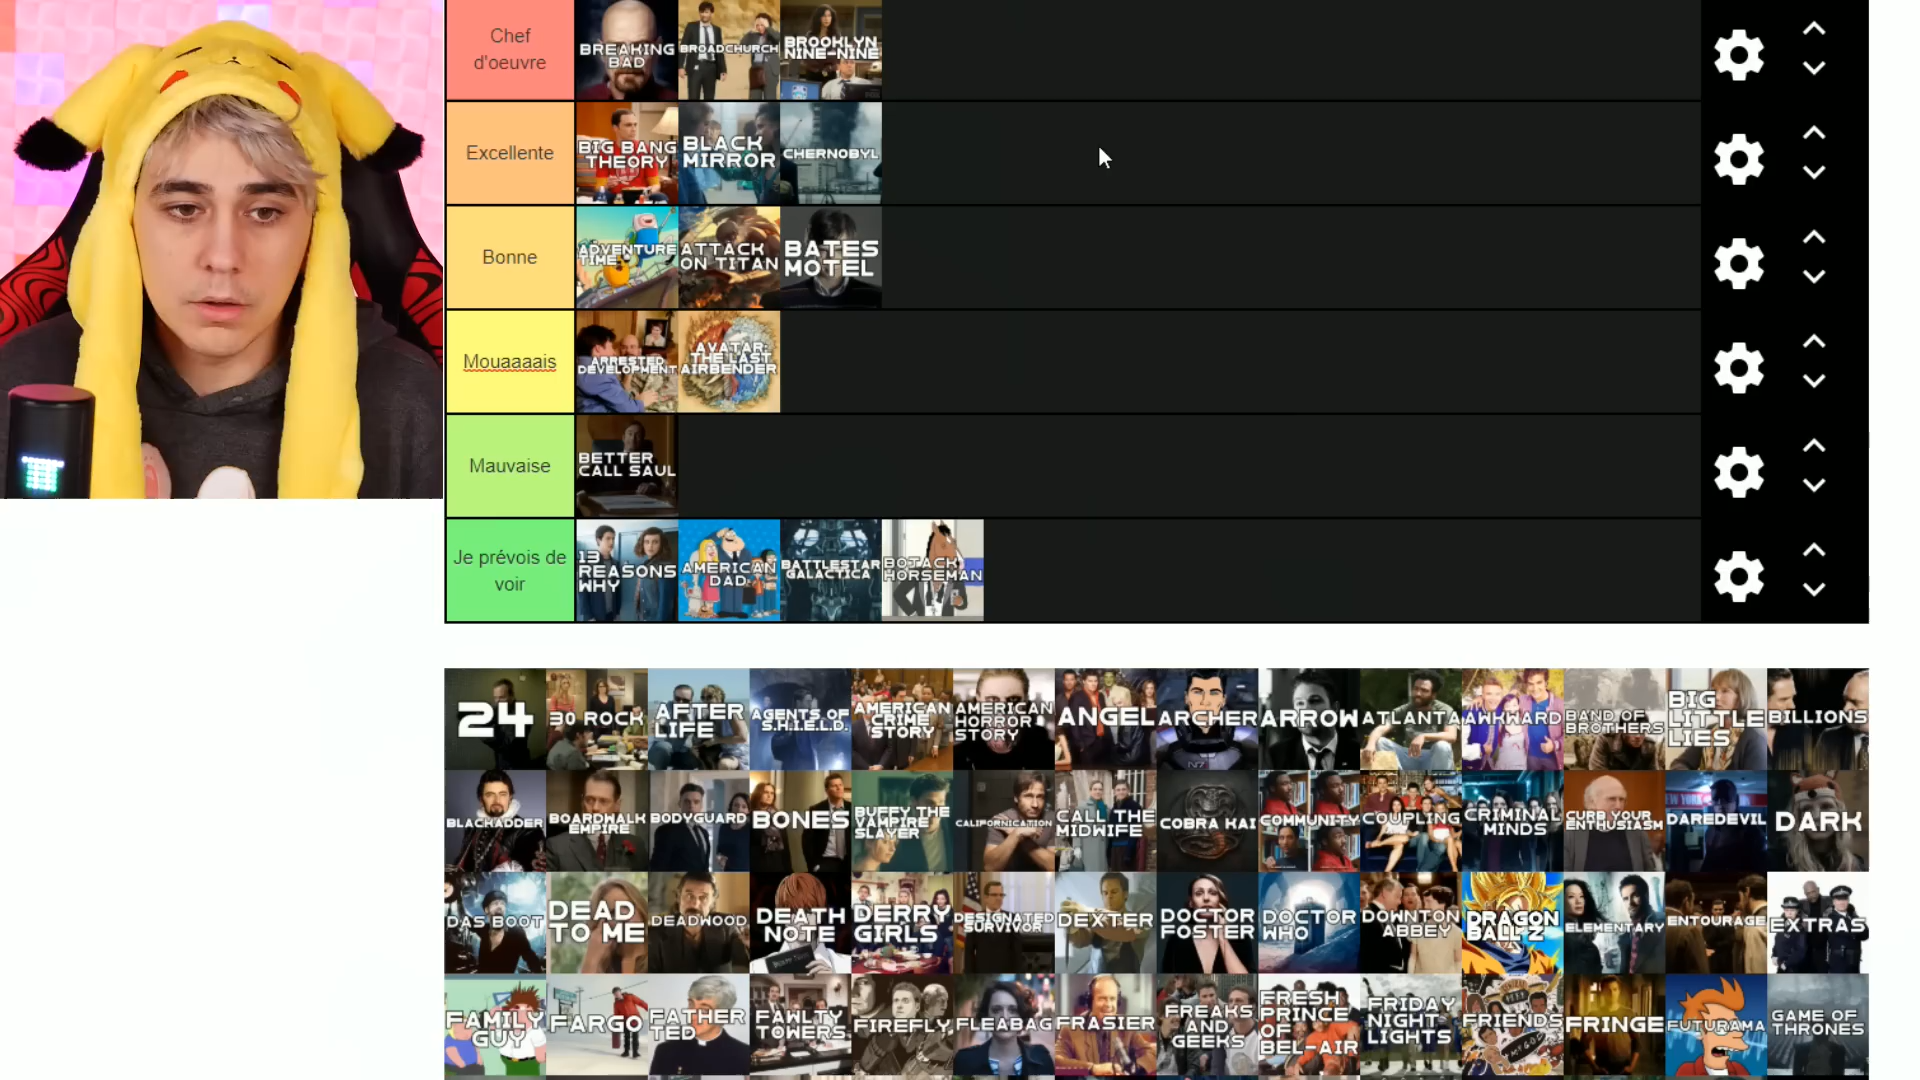 Chef
d'oeuvre
BREAKING
BAD
BROADCHURCH
BROOKLYN
NINE-NINE
Excellente
BIG BANG
THEORY
BLACK
MIRROR
CHERNOBYL
Bonne
ADVENTURE
TIME
ATTACK
ON TITAN
BATES
MOTEL
Mouaaaais
ARRESTED
DEVELOPMENT
AVATAR:
THE LAST
AIRBENDER
Mauvaise
BETTER
CALL SAUL
Je prévois de
voir
13
REASONS
WHY
AMERICAN
DAD
BATTLESTAR
GALACTICA
BOJACK
HORSEMAN
24
30 ROCK
AFTER
LIFE
AGENTS OF
S.H.I.E.L.D.
AMERICAN
CRIME
STORY
AMERICAN
HORROR
STORY
ANGEL
ARCHER
N7
ARROW
ATLANTA
AWKWARD
BAND OF
BROTHERS
BIG
LITTLE
LIES
BILLIONS
BLACKADDER
BOARDWALK
EMPIRE
BODYGUARD
BONES
BUFFY THE
VAMPIRE
SLAYER
CALIFORNICATION
CALL THE
MIDWIFE
COBRA KAI
COMMUNITY
COUPLING
CRIMINAL
MINDS
CURB YOUR
ENTHUSIASM
NEW YORK
DAREDEVIL
DARK
DAS BOOT
DEAD
TO ME
DEADWOOD
DEATH
NOTE
DERRY
GIRLS
DESIGNATED
SURVIVOR
DEXTER
DOCTOR
FOSTER
DOCTOR
WHO
DOWNTON
ABBEY
DRAGON
BALL Z
ELEMENTARY
ENTOURAGE
EXTRAS
FAMILY
GUY
FARGO
FATHER
TED
FAWLTY
TOWERS
FIREFLY
FLEABAG
FRASIER
FREAKS
AND
GEEKS
FRESH
PRINCE
OF
BEL-AIR
FRIDAY
NIGHT
LIGHTS
FRIENDS
FRINGE
FUTURAMA
GAME OF
THRONES